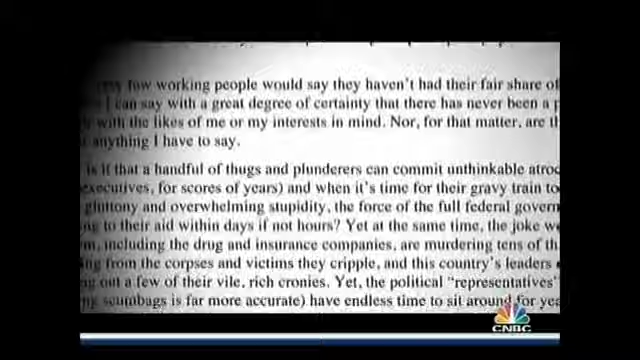 few working people would say they haven't had their fair share of
I can say with a great degree of certainty that there has never been a p
with the likes of me or my interests in mind. Nor, for that matter, are th
anything I have to say.
is it that a handful of thugs and plunderers can commit unthinkable atroc
executives, for scores of years) and when it's time for their gravy train to
gluttony and overwhelming stupidity, the force of the full federal govern
ng to their aid within days if not hours? Yet at the same time, the joke we
m, including the drug and insurance companies, are murdering tens of th
ng from the corpses and victims they cripple, and this country's leaders
ng out a few of their vile, rich cronies. Yet, the political "representatives"
ng scumbags is far more accurate) have endless time to sit around for yea
CNBC